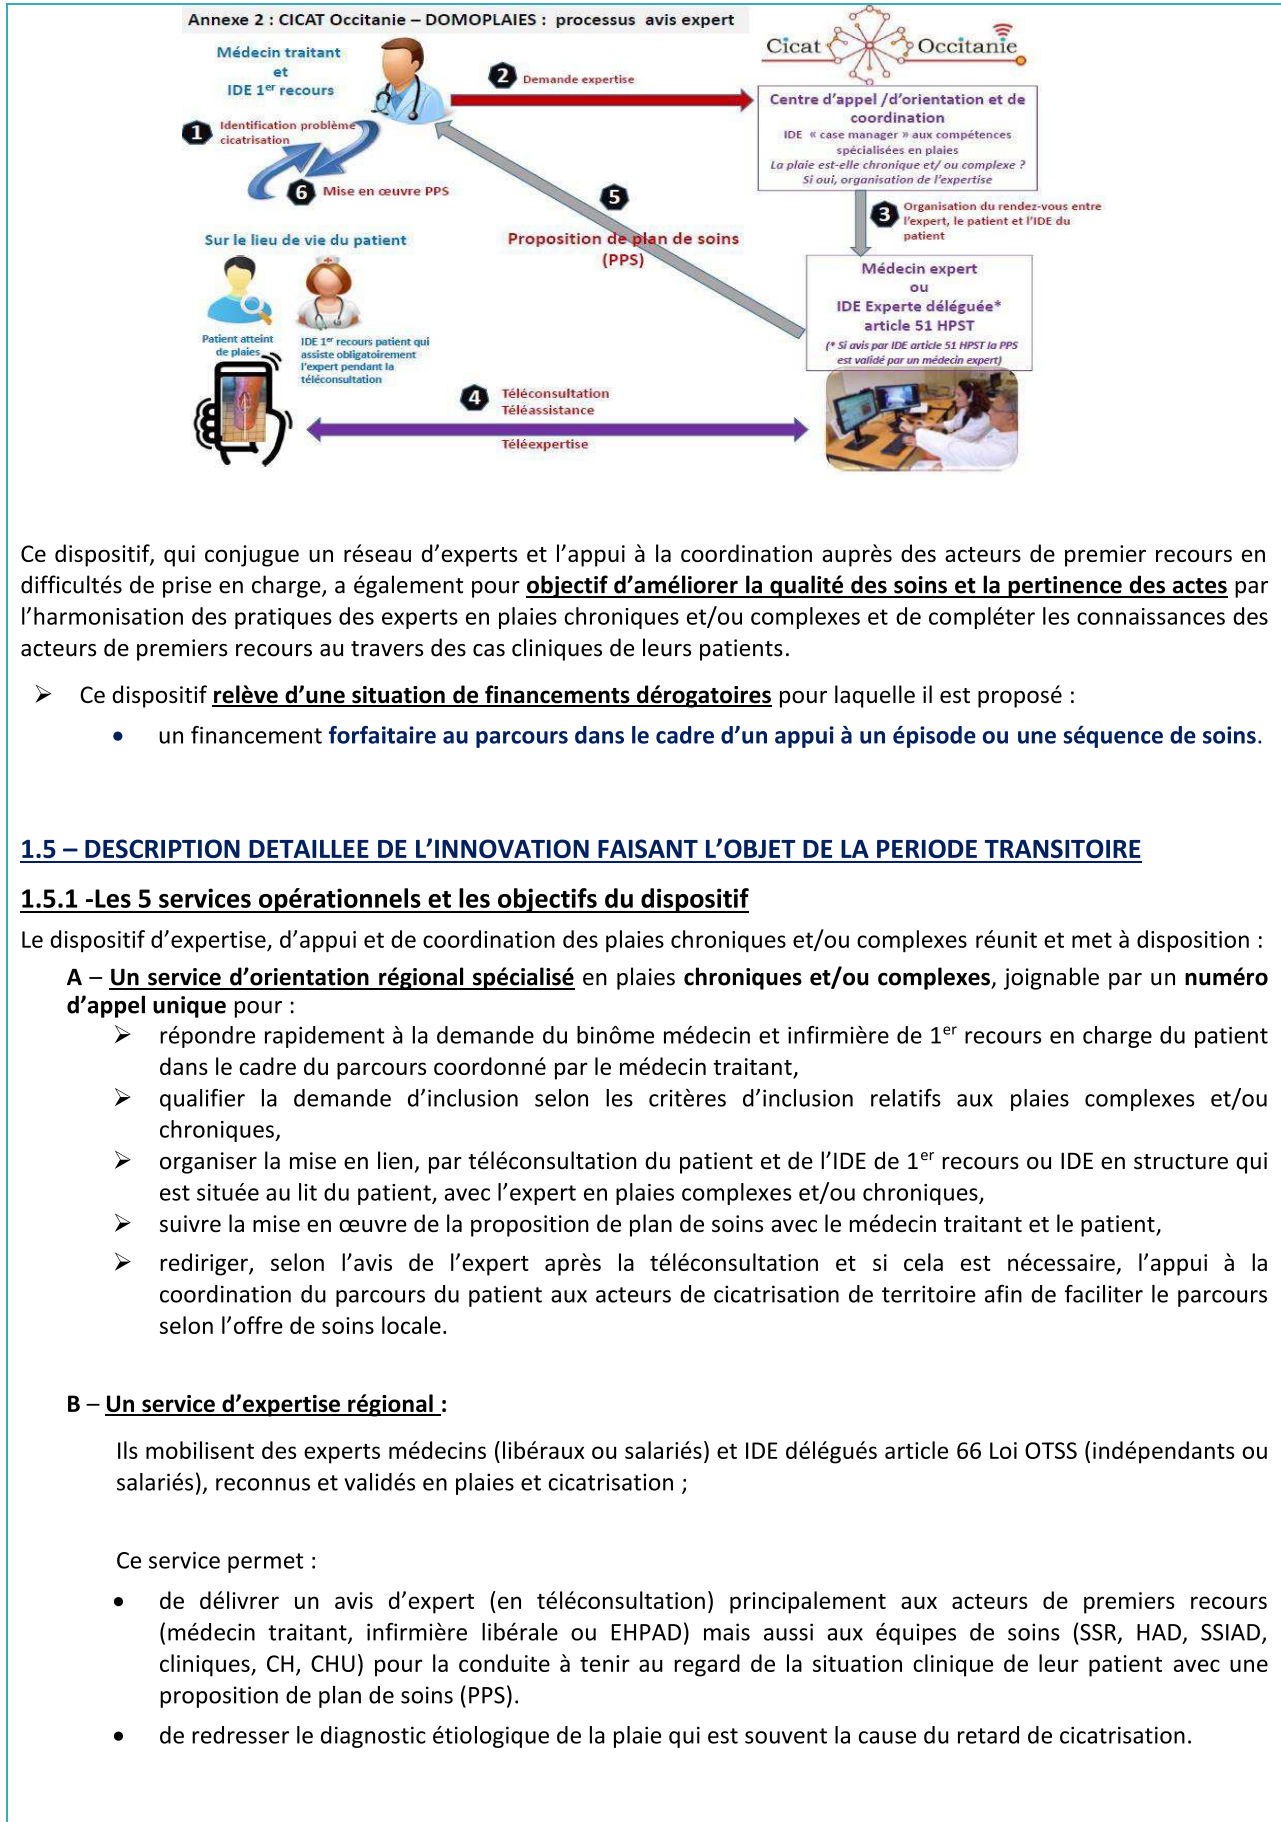 Annexe 2 : CICAT Occitanie – DOMOPLAIES : processus avis expert
Cicat Occitanie
Médecin traitant
et
IDE 1er recours
2 Demande expertise
Centre d’appel /d’orientation et de
coordination
IDE « case manager » aux compétences
spécialisées en plaies
La plaie est-elle chronique et/ ou complexe ?
Si oui, organisation de l’expertise
1 Identification problème
cicatrisation
6 Mise en œuvre PPS
5
Proposition de plan de soins
(PPS)
3 Organisation du rendez-vous entre
l’expert, le patient et l’IDE du
patient
Sur le lieu de vie du patient
Médecin expert
ou
IDE Experte déléguée*
article 51 HPST
(* Si avis par IDE article 51 HPST la PPS
est validé par un médecin expert)
Patient atteint
de plaies
IDE 1er recours patient qui
assiste obligatoirement
l’expert pendant la
téléconsultation
4 Téléconsultation
Téléassistance
Téléexpertise
Ce dispositif, qui conjugue un réseau d’experts et l’appui à la coordination auprès des acteurs de premier recours en
difficultés de prise en charge, a également pour objectif d’améliorer la qualité des soins et la pertinence des actes par
l’harmonisation des pratiques des experts en plaies chroniques et/ou complexes et de compléter les connaissances des
acteurs de premiers recours au travers des cas cliniques de leurs patients.
➢ Ce dispositif relève d’une situation de financements dérogatoires pour laquelle il est proposé :
• un financement forfaitaire au parcours dans le cadre d’un appui à un épisode ou une séquence de soins.
1.5 – DESCRIPTION DETAILLEE DE L’INNOVATION FAISANT L’OBJET DE LA PERIODE TRANSITOIRE
1.5.1 -Les 5 services opérationnels et les objectifs du dispositif
Le dispositif d’expertise, d’appui et de coordination des plaies chroniques et/ou complexes réunit et met à disposition :
A – Un service d’orientation régional spécialisé en plaies chroniques et/ou complexes, joignable par un numéro
d’appel unique pour :
➢ répondre rapidement à la demande du binôme médecin et infirmière de 1er recours en charge du patient
dans le cadre du parcours coordonné par le médecin traitant,
➢ qualifier la demande d’inclusion selon les critères d’inclusion relatifs aux plaies complexes et/ou
chroniques,
➢ organiser la mise en lien, par téléconsultation du patient et de l’IDE de 1er recours ou IDE en structure qui
est située au lit du patient, avec l’expert en plaies complexes et/ou chroniques,
➢ suivre la mise en œuvre de la proposition de plan de soins avec le médecin traitant et le patient,
➢ rediriger, selon l’avis de l’expert après la téléconsultation et si cela est nécessaire, l’appui à la
coordination du parcours du patient aux acteurs de cicatrisation de territoire afin de faciliter le parcours
selon l’offre de soins locale.
B – Un service d’expertise régional :
Ils mobilisent des experts médecins (libéraux ou salariés) et IDE délégués article 66 Loi OTSS (indépendants ou
salariés), reconnus et validés en plaies et cicatrisation ;
Ce service permet :
• de délivrer un avis d’expert (en téléconsultation) principalement aux acteurs de premiers recours
(médecin traitant, infirmière libérale ou EHPAD) mais aussi aux équipes de soins (SSR, HAD, SSIAD,
cliniques, CH, CHU) pour la conduite à tenir au regard de la situation clinique de leur patient avec une
proposition de plan de soins (PPS).
• de redresser le diagnostic étiologique de la plaie qui est souvent la cause du retard de cicatrisation.